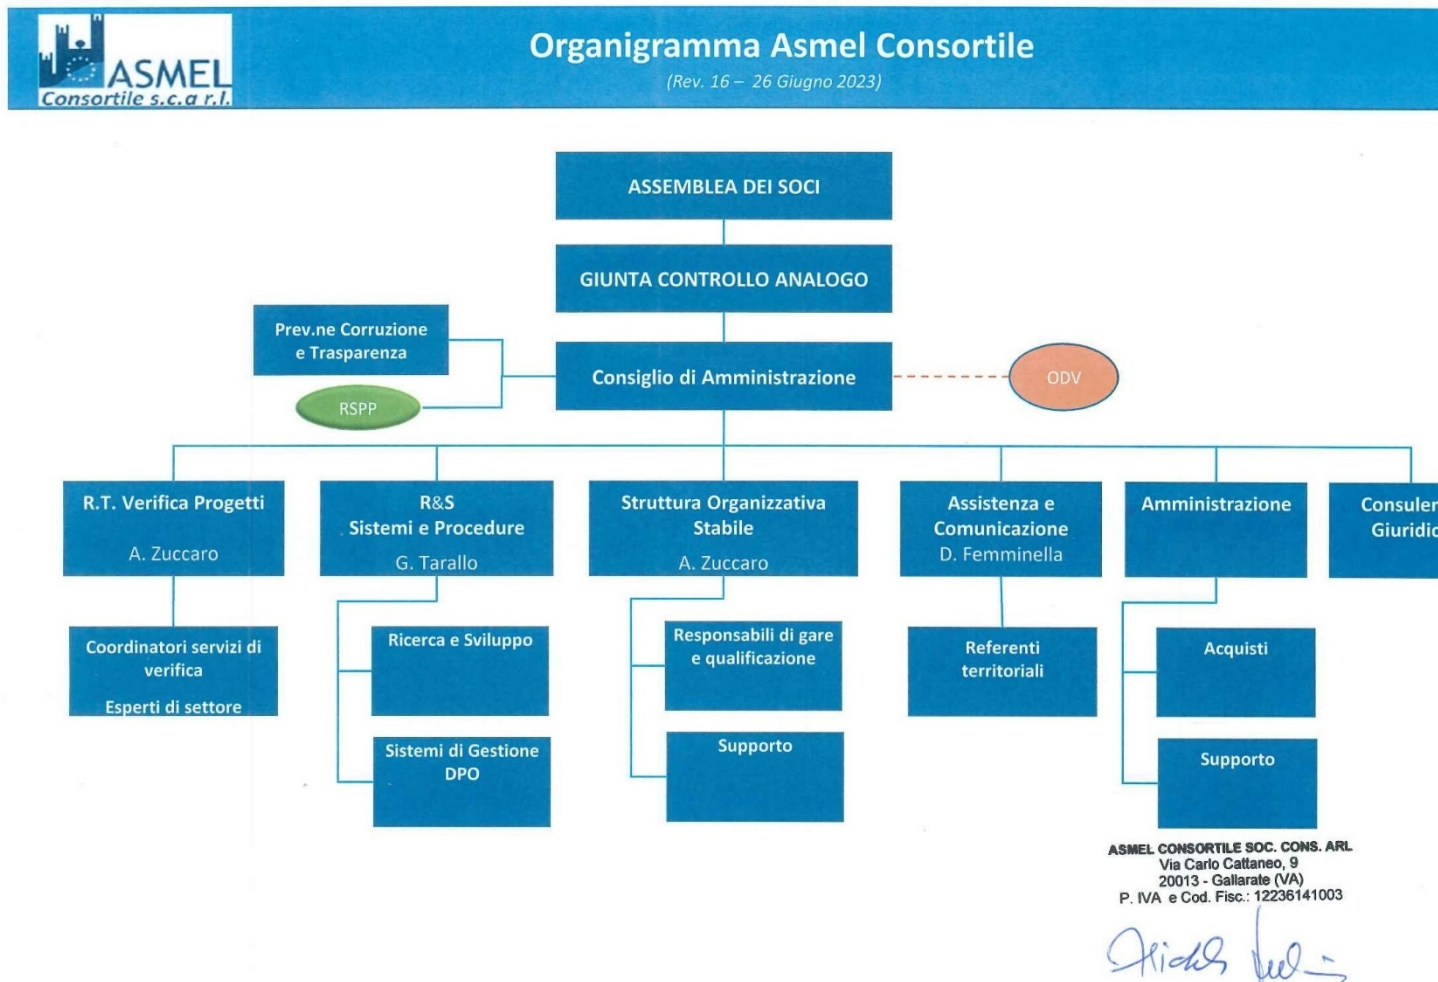 ASMEL
Consortile s.c.a r.l.
Organigramma Asmel Consortile
(Rev. 16 – 26 Giugno 2023)
ASSEMBLEA DEI SOCI
GIUNTA CONTROLLO ANALOGO
Prev.ne Corruzione
e Trasparenza
Consiglio di Amministrazione
ODV
RSPP
R.T. Verifica Progetti
A. Zuccaro
R&S
Sistemi e Procedure
G. Tarallo
Struttura Organizzativa
Stabile
A. Zuccaro
Assistenza e
Comunicazione
D. Femminella
Amministrazione
Consulen
Giuridic
Coordinatori servizi di
verifica
Esperti di settore
Ricerca e Sviluppo
Responsabili di gare
e qualificazione
Referenti
territoriali
Acquisti
Sistemi di Gestione
DPO
Supporto
Supporto
ASMEL CONSORTILE SOC. CONS. ARL
Via Carlo Cattaneo, 9
20013 - Gallarate (VA)
P. IVA e Cod. Fisc.: 12236141003